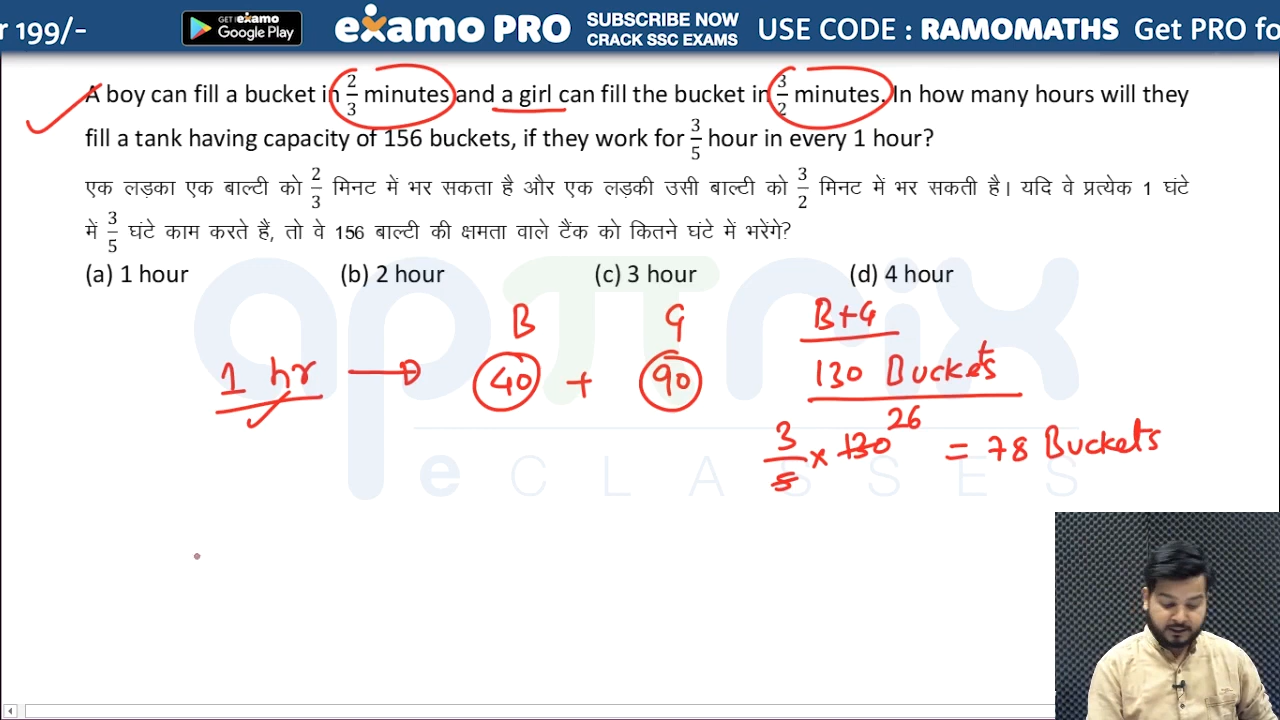 r 199/- GET IT ON examo Google Play examo PRO SUBSCRIBE NOW CRACK SSC EXAMS USE CODE : RAMOMATHS Get PRO fo
A boy can fill a bucket in 2/3 minutes and a girl can fill the bucket in 3/2 minutes. In how many hours will they
fill a tank having capacity of 156 buckets, if they work for 3/5 hour in every 1 hour?
एक लड़का एक बाल्टी को 2/3 मिनट में भर सकता है और एक लड़की उसी बाल्टी को 3/2 मिनट में भर सकती है। यदि वे प्रत्येक 1 घंटे
में 3/5 घंटे काम करते हैं, तो वे 156 बाल्टी की क्षमता वाले टैंक को कितने घंटे में भरेंगे?
(a) 1 hour (b) 2 hour (c) 3 hour (d) 4 hour
B G B+G
1 hr → 40 + 90 130 Buckets
3/5 × 130 26 = 78 Buckets
apttrix
e CLASSES